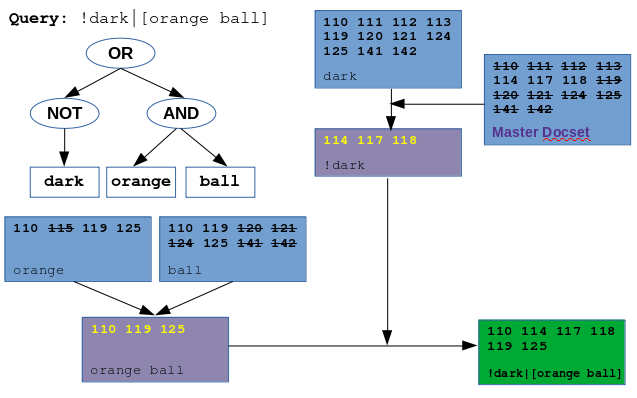 Query: !dark|[orange ball]
OR
NOT
AND
dark
orange
ball
110 111 112 113
119 120 121 124
125 141 142
dark
110 111 112 113
114 117 118 119
120 121 124 125
141 142
Master Docset
114 117 118
!dark
110 115 119 125
orange
110 119 120 121
124 125 141 142
ball
110 119 125
orange ball
110 114 117 118
119 125
!dark|[orange ball]